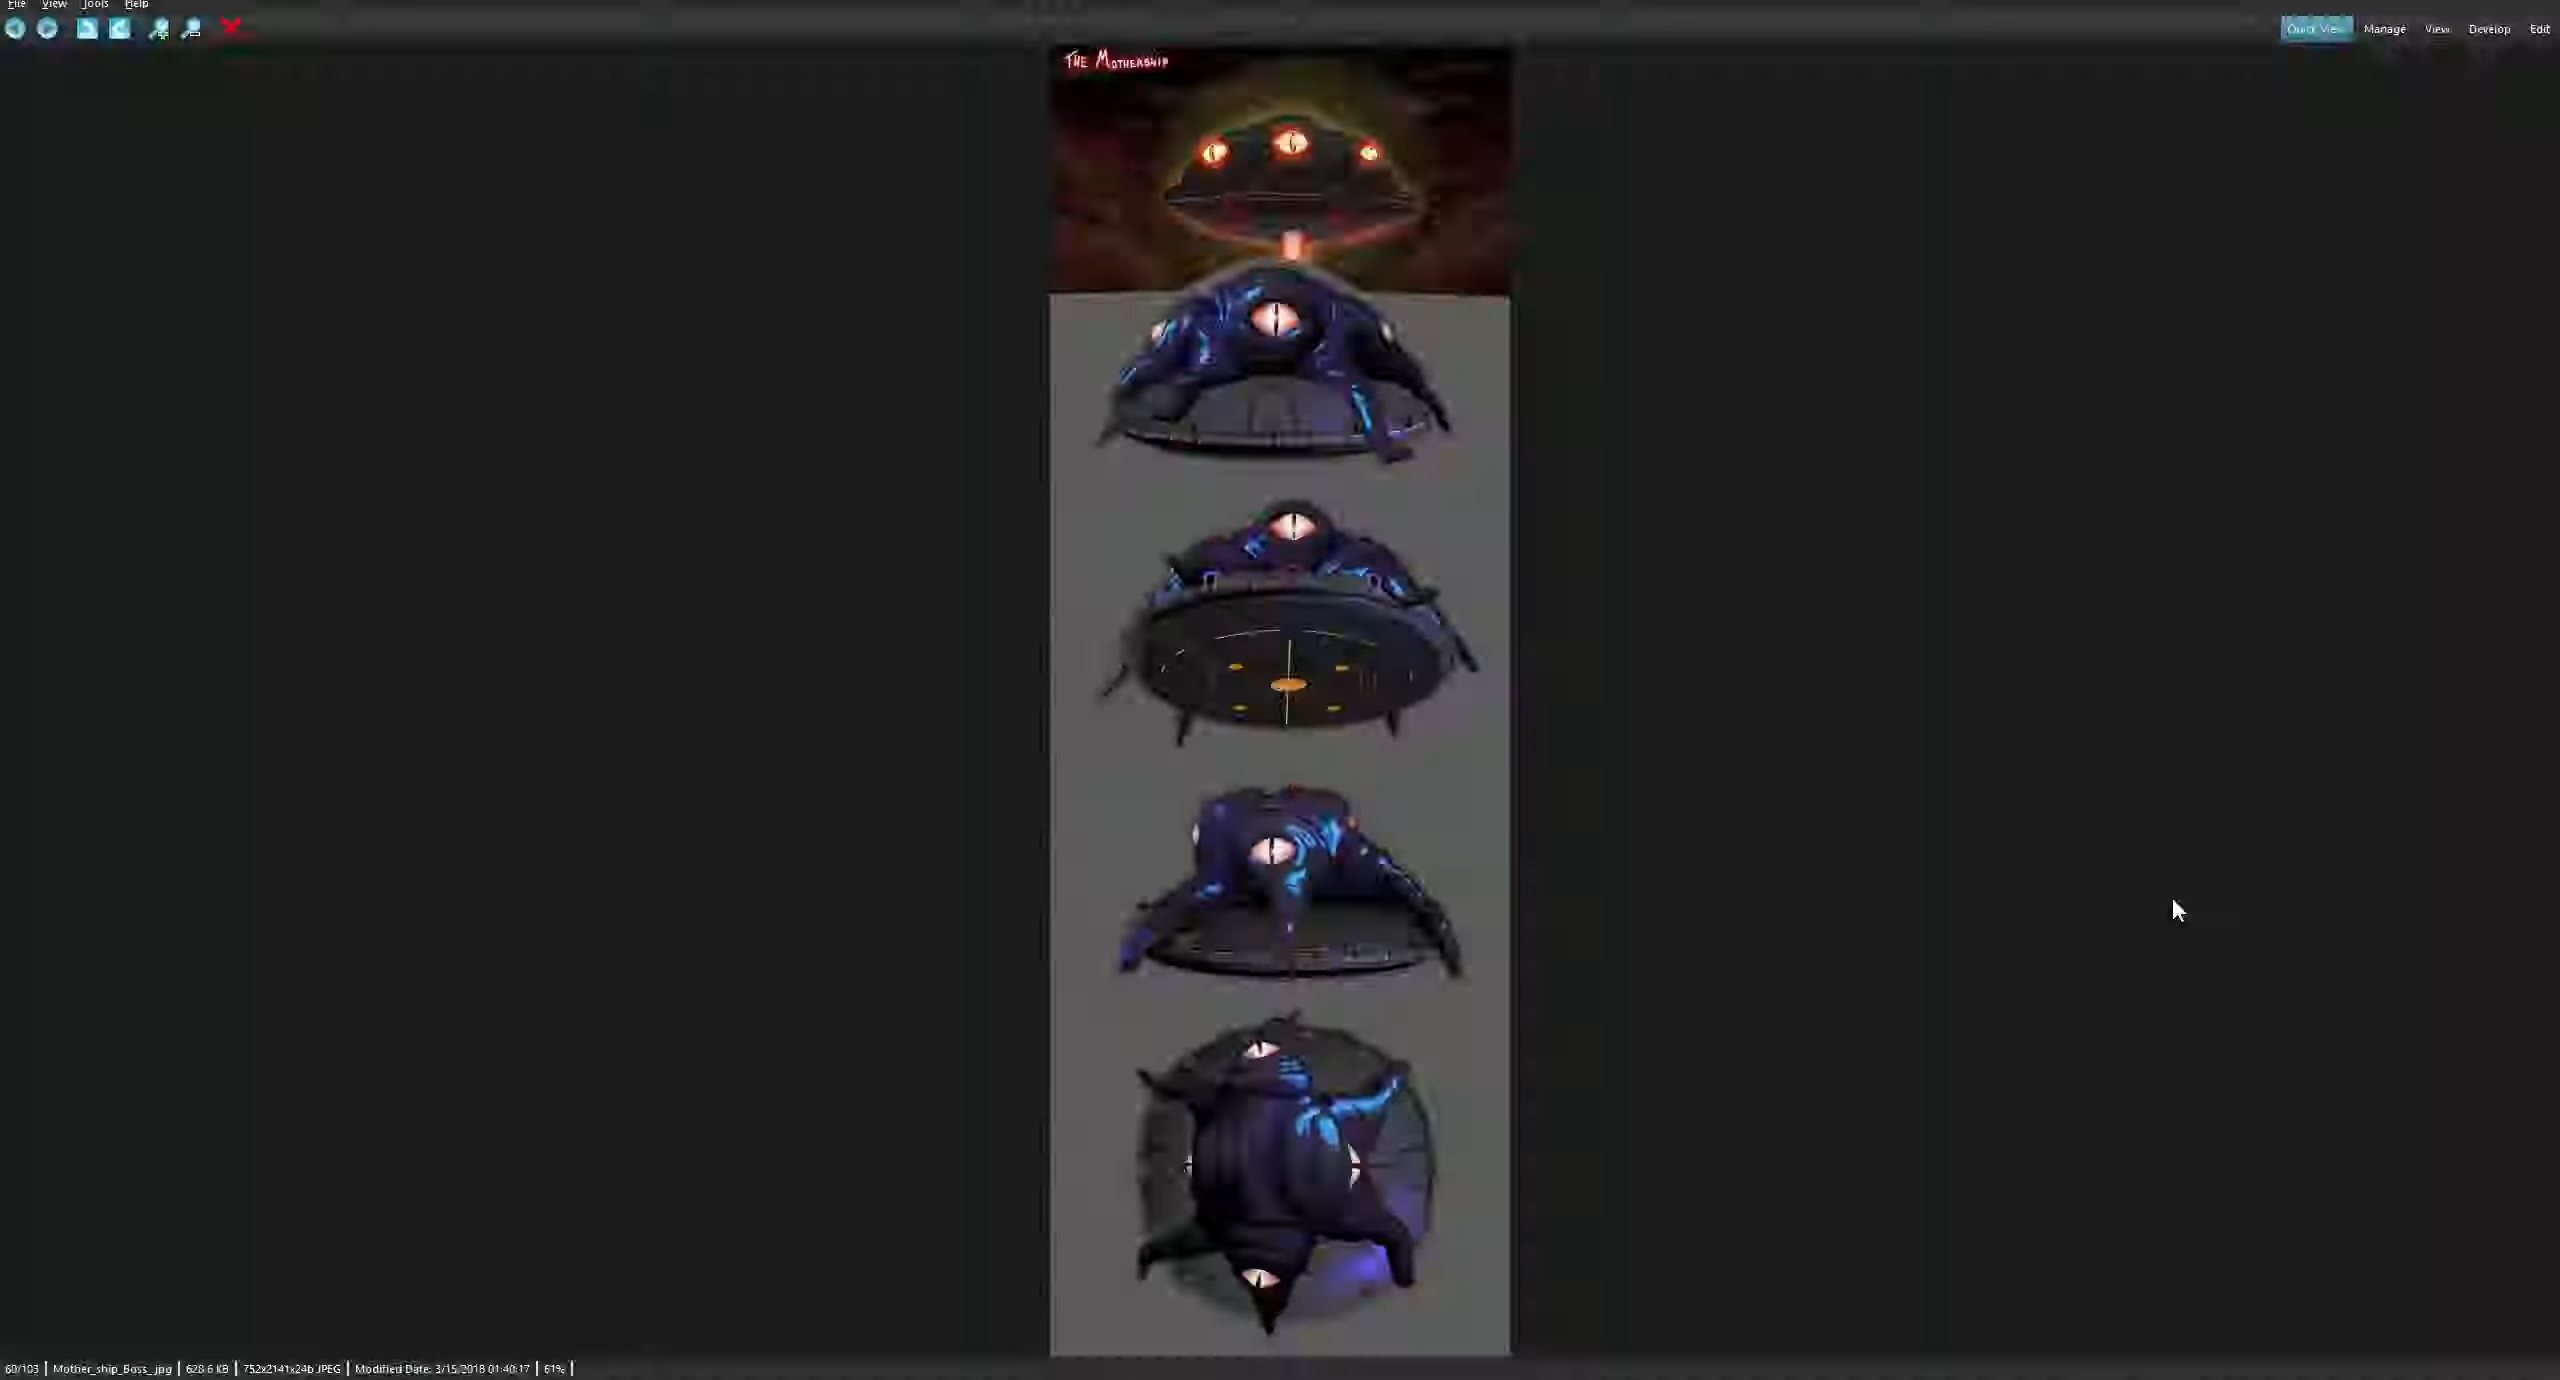 File View Tools Help
Quick View Manage View Develop Edit
THE MOTHERSHIP
60/103 | Mother_ship_Boss_.jpg | 628.6 KB | 752x2141x24b JPEG | Modified Date: 3/15/2018 01:40:17 | 61% |